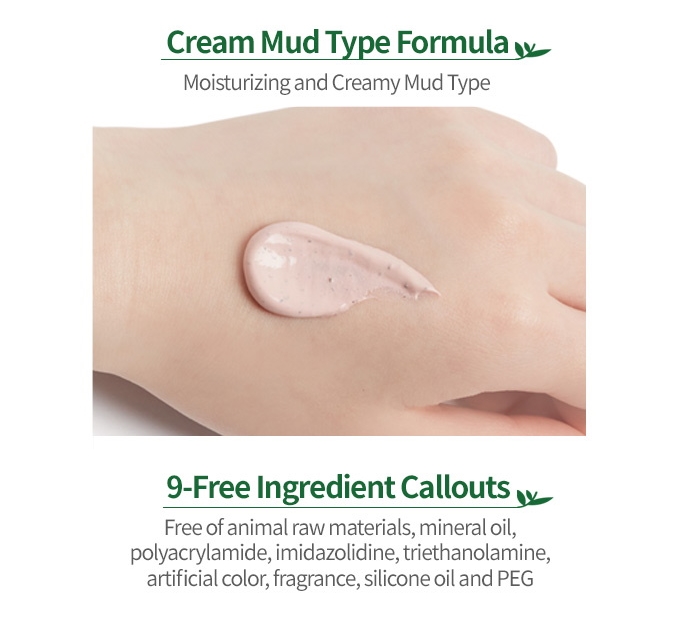 Cream Mud Type Formula
Moisturizing and Creamy Mud Type
9-Free Ingredient Callouts
Free of animal raw materials, mineral oil,
polyacrylamide, imidazolidine, triethanolamine,
artificial color, fragrance, silicone oil and PEG